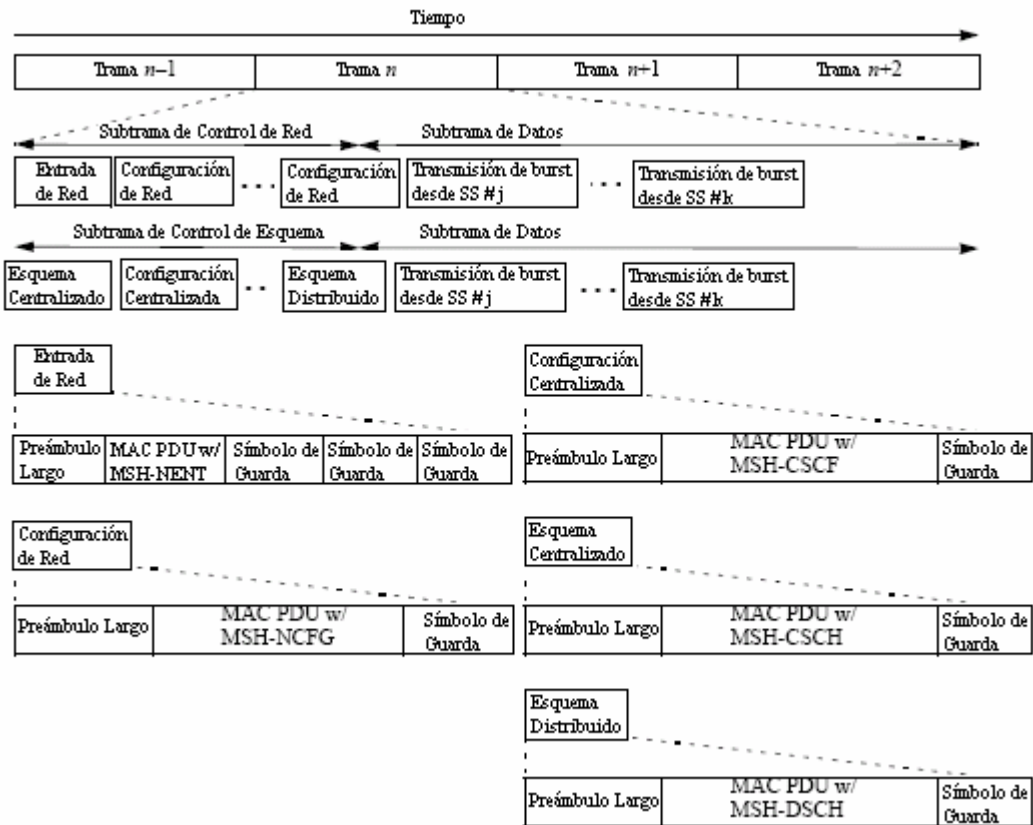 Tiempo
Trama n–1 Trama n Trama n+1 Trama n+2
Subtrama de Control de Red Subtrama de Datos
Entrada de Red
Configuración de Red
...
Configuración de Red
Transmisión de burst desde SS #j
...
Transmisión de burst desde SS #k
Subtrama de Control de Esquema Subtrama de Datos
Esquema Centralizado
Configuración Centralizada
..
Esquema Distribuido
Transmisión de burst desde SS #j
...
Transmisión de burst desde SS #k
Entrada de Red
Preámbulo Largo
MAC PDU w/ MSH-NENT
Símbolo de Guarda
Símbolo de Guarda
Símbolo de Guarda
Configuración Centralizada
Preámbulo Largo
MAC PDU w/ MSH-CSCF
Símbolo de Guarda
Configuración de Red
Preámbulo Largo
MAC PDU w/ MSH-NCFG
Símbolo de Guarda
Esquema Centralizado
Preámbulo Largo
MAC PDU w/ MSH-CSCH
Símbolo de Guarda
Esquema Distribuido
Preámbulo Largo
MAC PDU w/ MSH-DSCH
Símbolo de Guarda